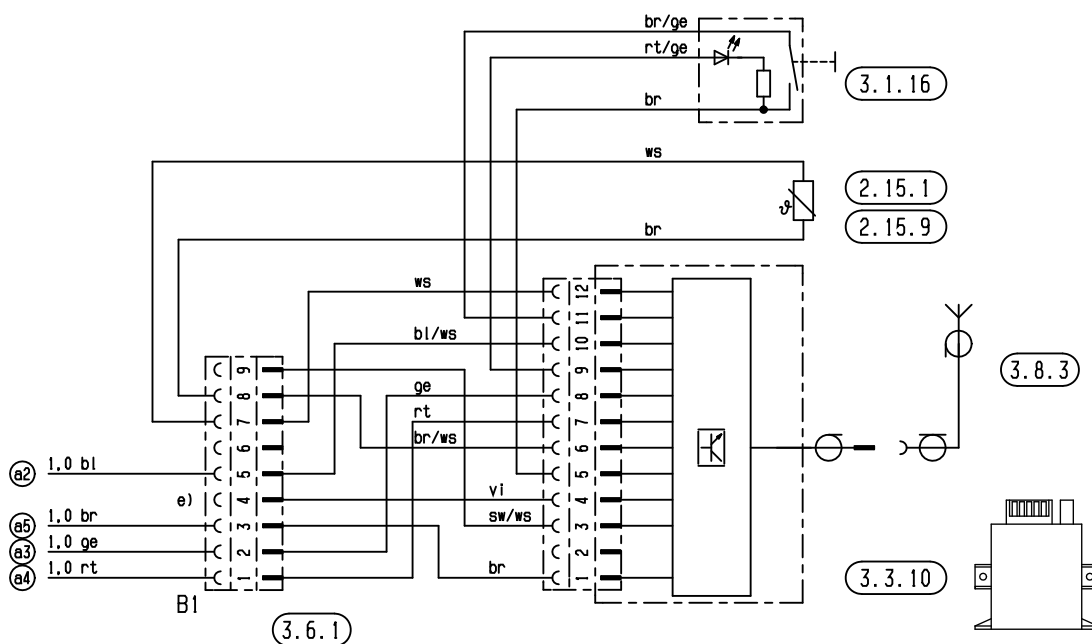 br/ge
rt/ge
3.1.16
br
ws
2.15.1
ϑ
2.15.9
br
ws
12
11
bl/ws
10
9
9
3.8.3
8
ge
8
7
rt
7
6
br/ws
6
a2 1,0 bl
5
5
e)
4
vi
4
a5 1,0 br
3
sw/ws
3
a3 1,0 ge
2
2
a4 1,0 rt
1
br
1
3.3.10
B1
3.6.1